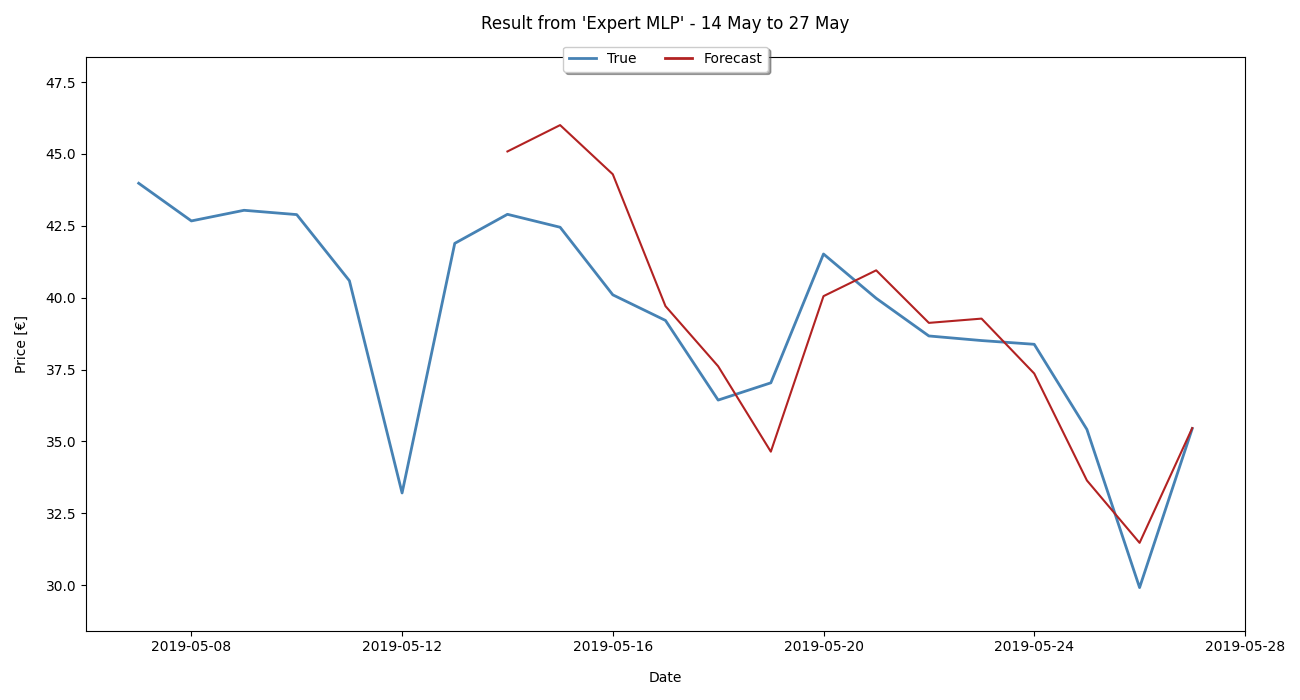 Result from 'Expert MLP' - 14 May to 27 May
True Forecast
47.5
45.0
42.5
40.0
37.5
35.0
32.5
30.0
Price [€]
2019-05-08 2019-05-12 2019-05-16 2019-05-20 2019-05-24 2019-05-28
Date